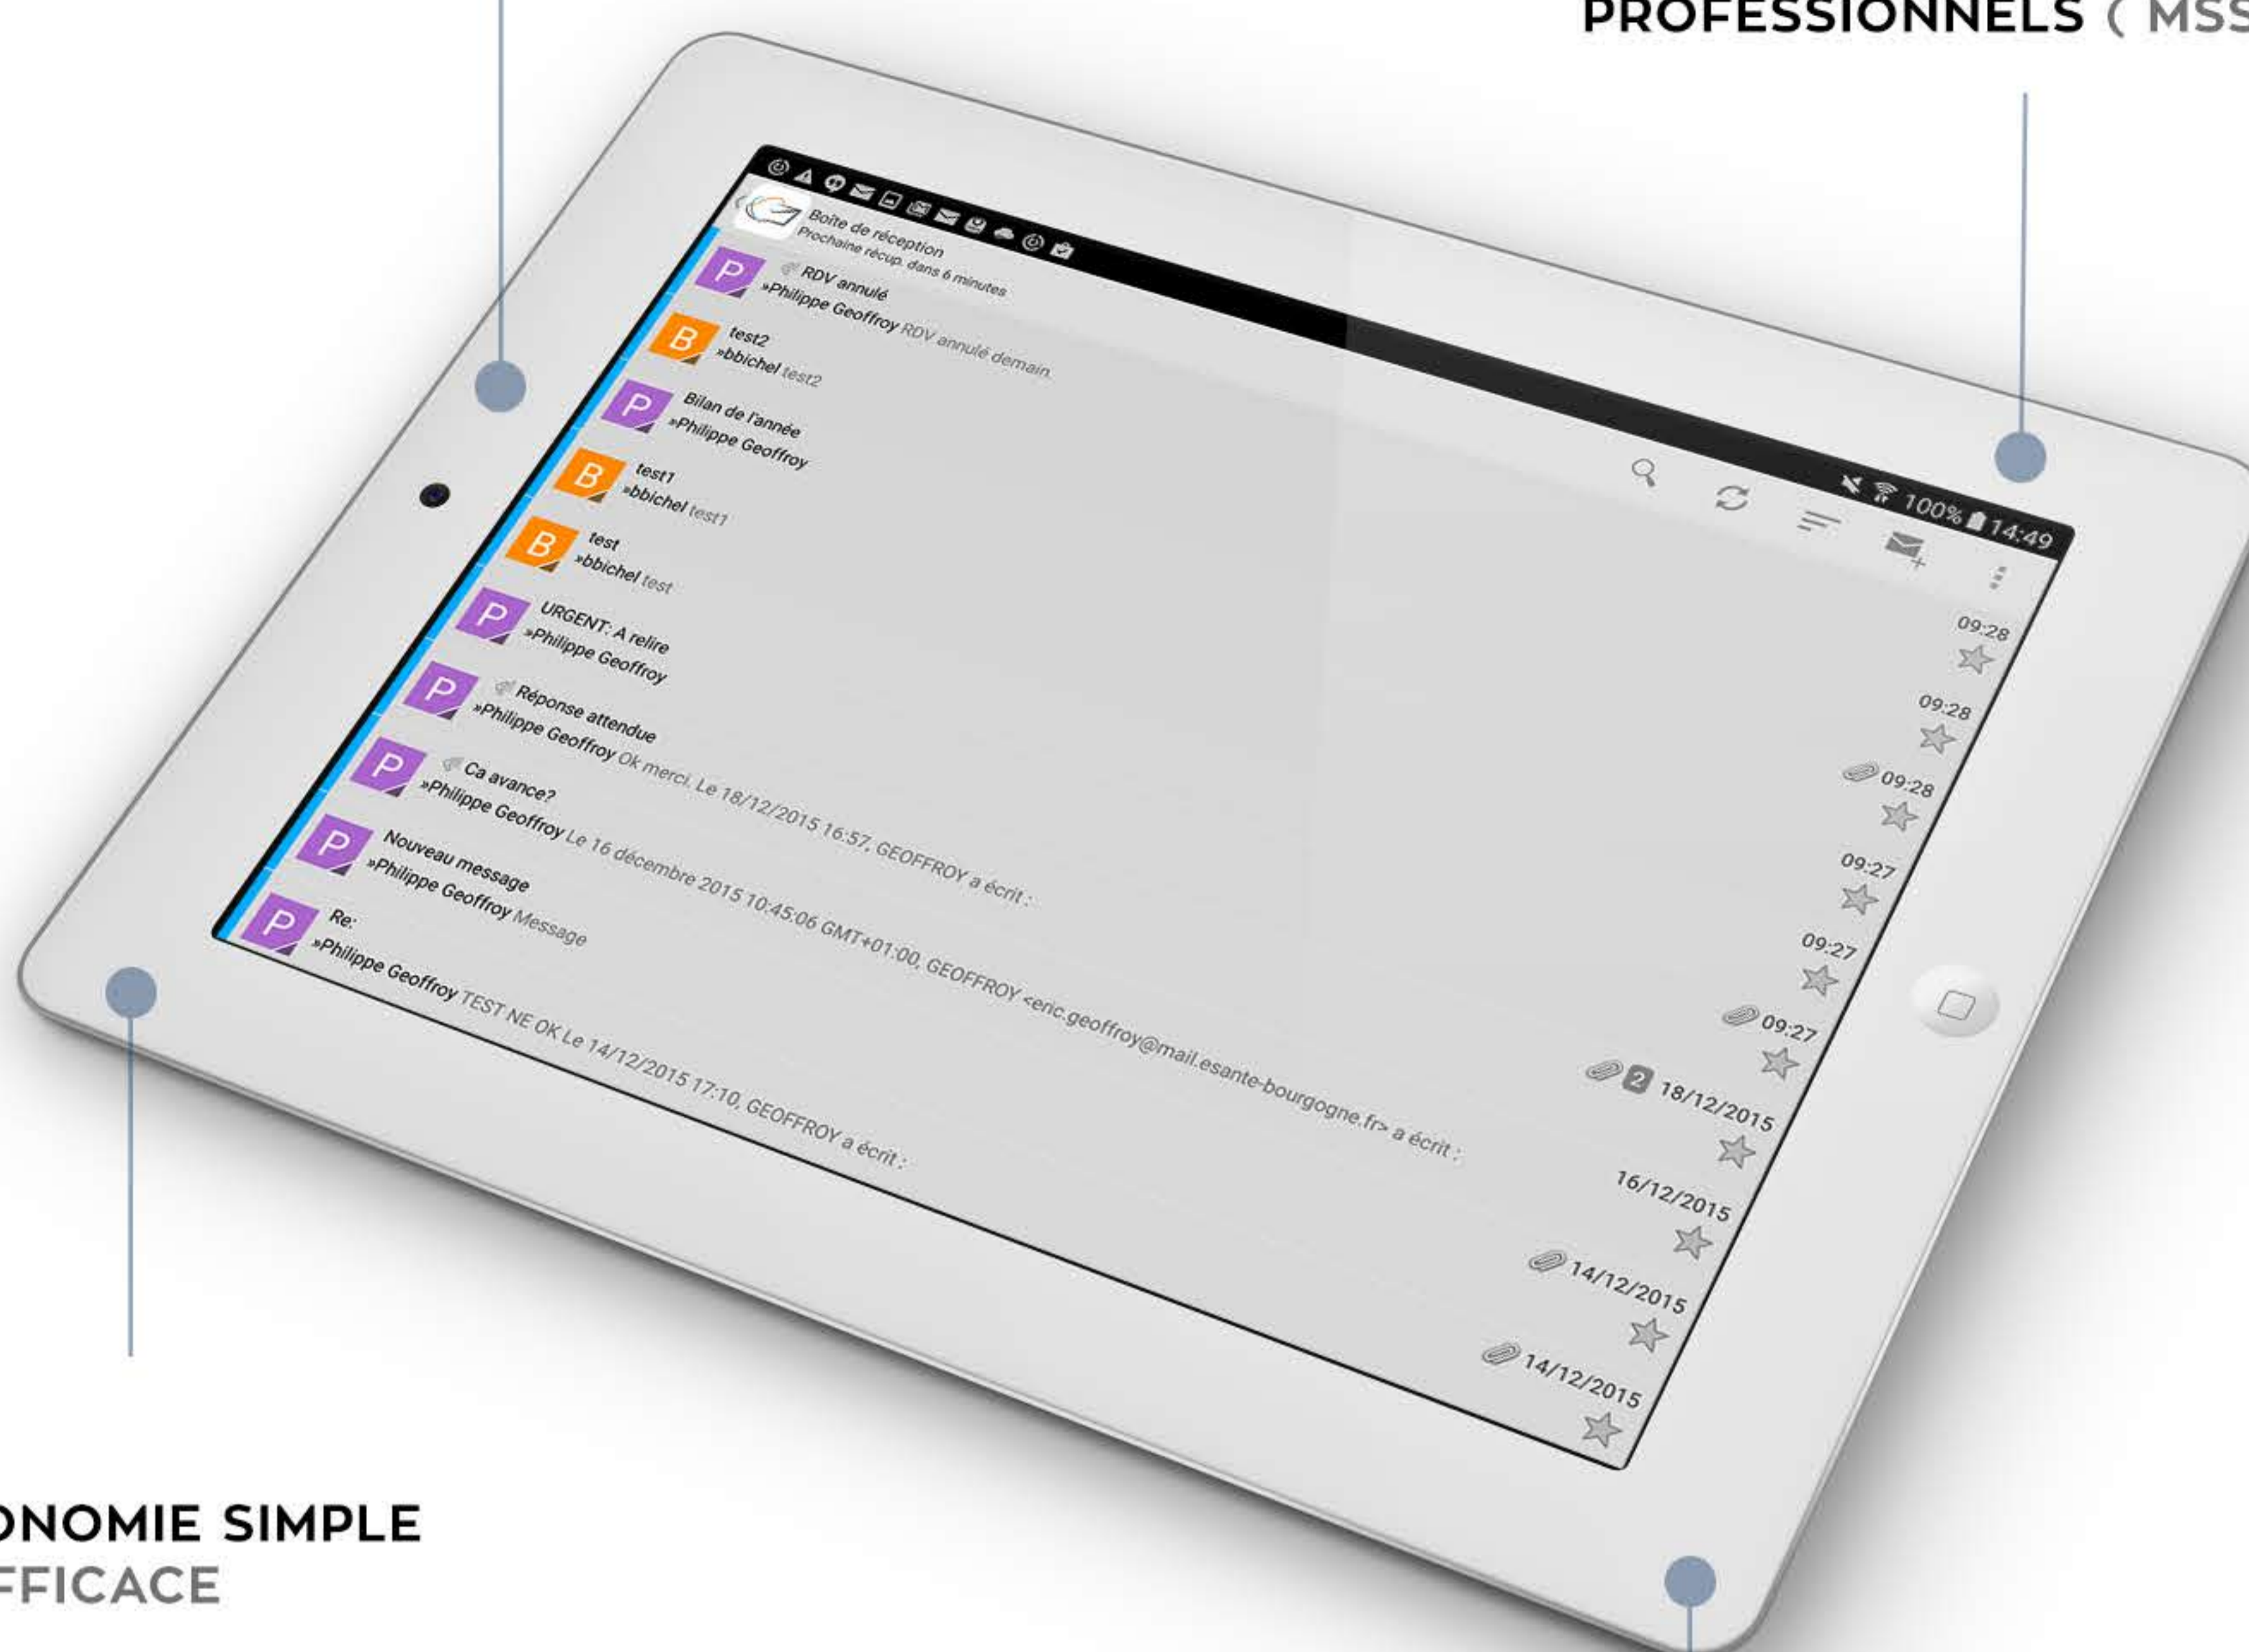 PROFESSIONNELS ( MSS
100% 14:49
Boîte de réception
Prochaine récup. dans 6 minutes
P RDV annulé 09:28
»Philippe Geoffroy RDV annulé demain.
B test2 09:28
»bbichel test2
P Bilan de l'année 09:28
»Philippe Geoffroy
B test1 09:27
»bbichel test1
B test 09:27
»bbichel test
P URGENT: A relire 09:27
»Philippe Geoffroy
P Réponse attendue 2 18/12/2015
»Philippe Geoffroy Ok merci. Le 18/12/2015 16:57, GEOFFROY a écrit :
P Ca avance? 16/12/2015
»Philippe Geoffroy Le 16 décembre 2015 10:45:06 GMT+01:00, GEOFFROY <eric.geoffroy@mail.esante-bourgogne.fr> a écrit :
P Nouveau message 14/12/2015
»Philippe Geoffroy Message
P Re: 14/12/2015
»Philippe Geoffroy TEST NE OK Le 14/12/2015 17:10, GEOFFROY a écrit :
ONOMIE SIMPLE
FFICACE